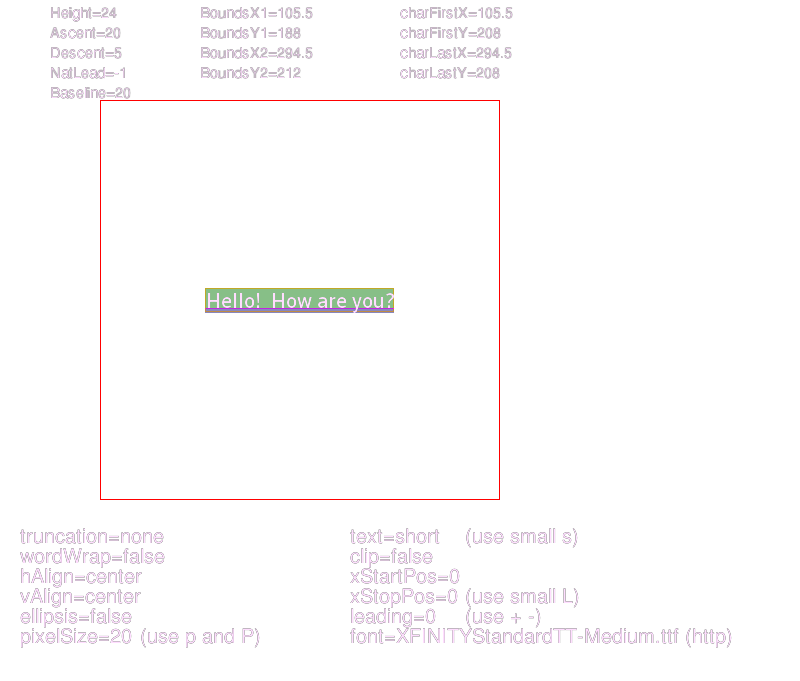 Height=24 BoundsX1=105.5 charFirstX=105.5
Ascent=20 BoundsY1=188 charFirstY=208
Descent=5 BoundsX2=294.5 charLastX=294.5
NatLead=-1 BoundsY2=212 charLastY=208
Baseline=20
Hello!  How are you?
truncation=none text=short (use small s)
wordWrap=false clip=false
hAlign=center xStartPos=0
vAlign=center xStopPos=0 (use small L)
ellipsis=false leading=0 (use + -)
pixelSize=20 (use p and P) font=XFINITYStandardTT-Medium.ttf (http)